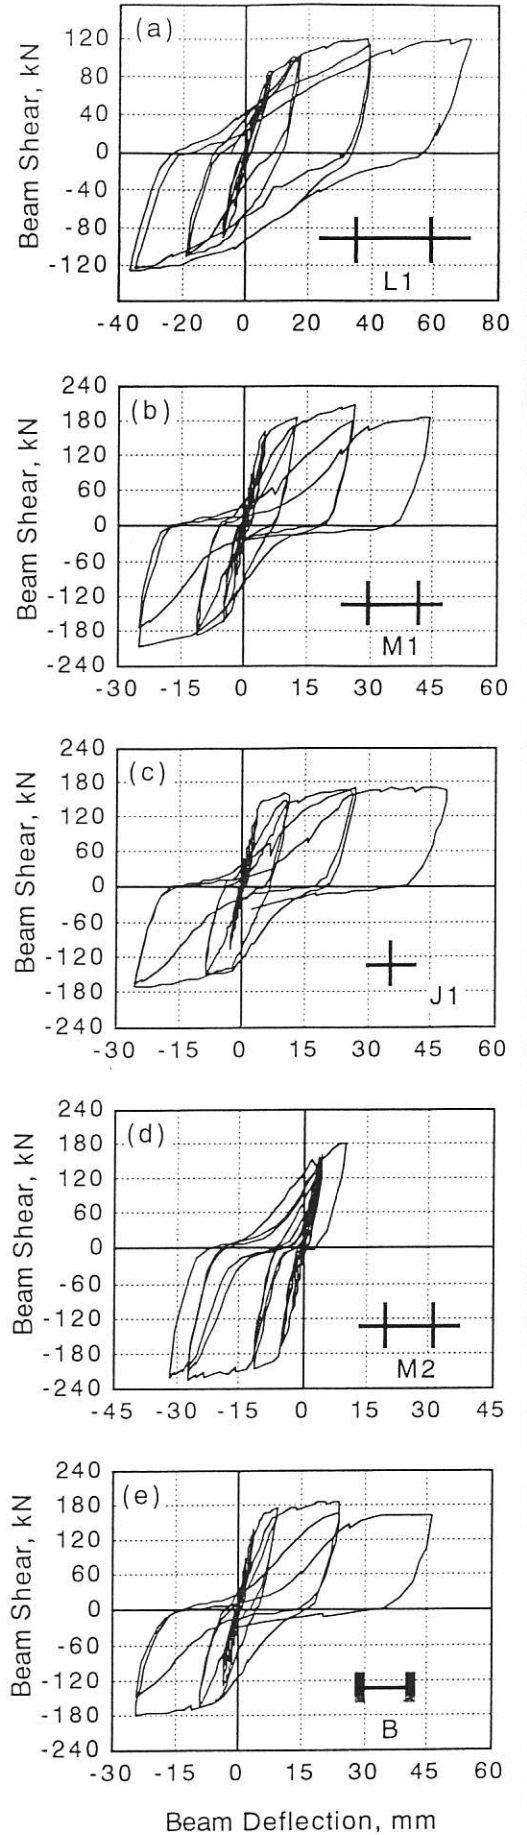 (a)
Beam Shear, kN
120
80
40
0
-40
-80
-120
L1
-40 -20 0 20 40 60 80
(b)
Beam Shear, kN
240
180
120
60
0
-60
-120
-180
-240
M1
-30 -15 0 15 30 45 60
(c)
Beam Shear, kN
240
180
120
60
0
-60
-120
-180
-240
J1
-30 -15 0 15 30 45 60
(d)
Beam Shear, kN
240
180
120
60
0
-60
-120
-180
-240
M2
-45 -30 -15 0 15 30 45
(e)
Beam Shear, kN
240
180
120
60
0
-60
-120
-180
-240
B
-30 -15 0 15 30 45 60
Beam Deflection, mm